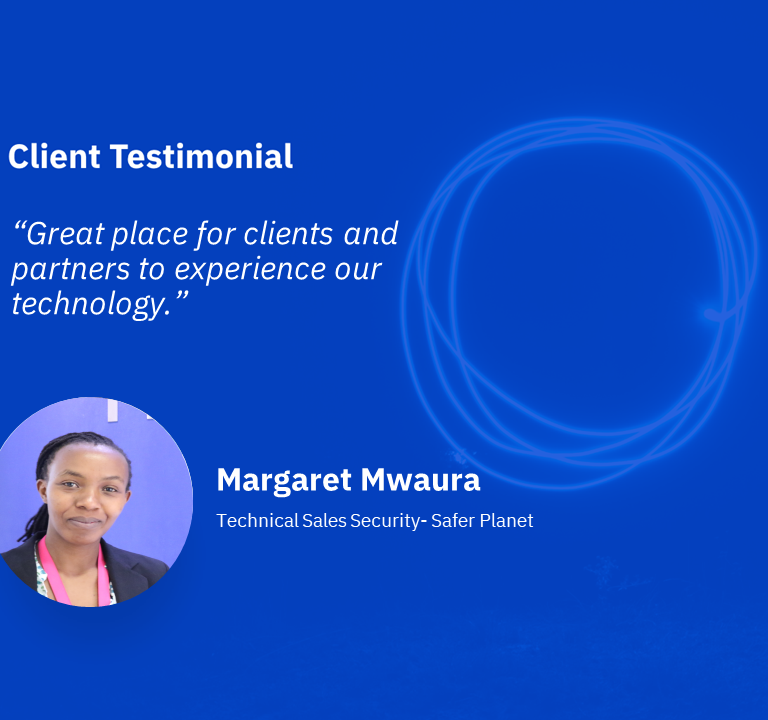 Client Testimonial
“Great place for clients and
partners to experience our
technology.”
Margaret Mwaura
Technical Sales Security- Safer Planet